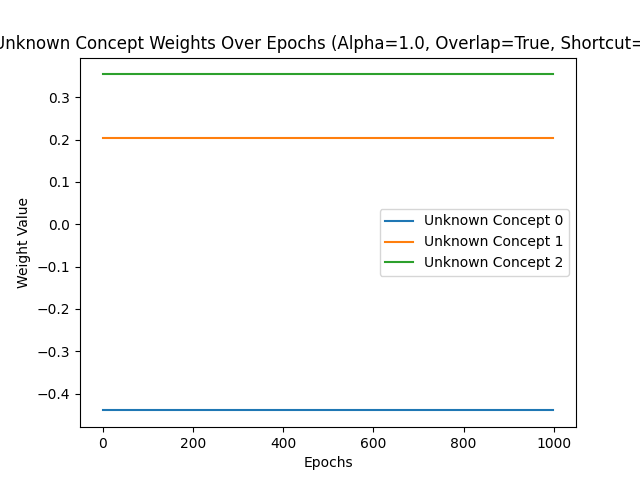 Unknown Concept Weights Over Epochs (Alpha=1.0, Overlap=True, Shortcut=
0.3
0.2
0.1
0.0
−0.1
−0.2
−0.3
−0.4
Weight Value
Unknown Concept 0
Unknown Concept 1
Unknown Concept 2
0 200 400 600 800 1000
Epochs